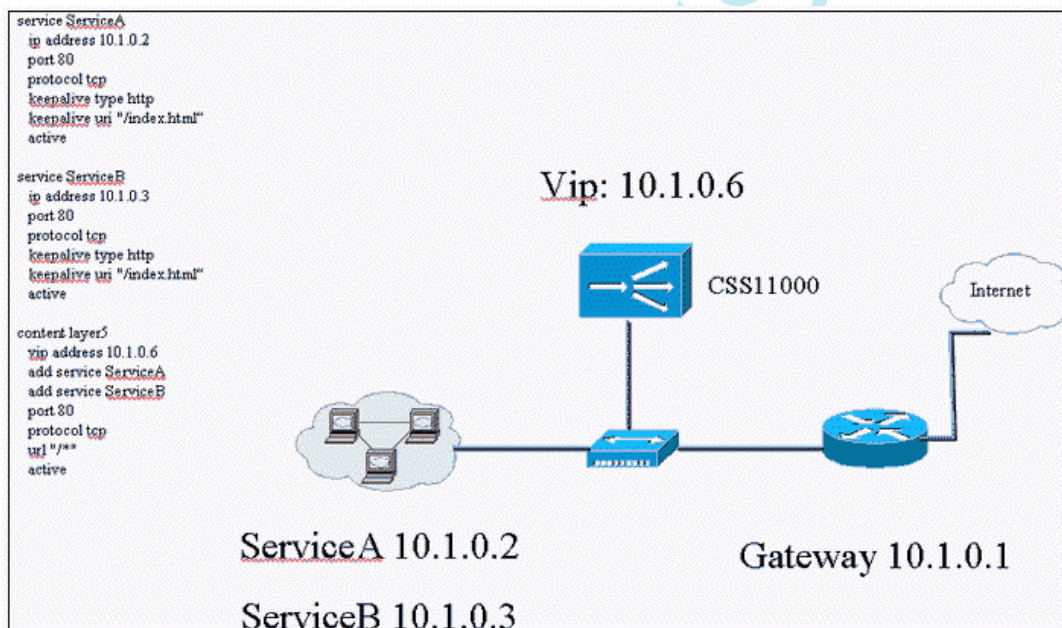 service ServiceA
ip address 10.1.0.2
port 80
protocol tcp
keepalive type http
keepalive uri "/index.html"
active
service ServiceB
ip address 10.1.0.3
port 80
protocol tcp
keepalive type http
keepalive uri "/index.html"
active
content layer5
vip address 10.1.0.6
add service ServiceA
add service ServiceB
port 80
protocol tcp
url "/*"
active
Vip: 10.1.0.6
CSS11000
Internet
ServiceA 10.1.0.2
Gateway 10.1.0.1
ServiceB 10.1.0.3